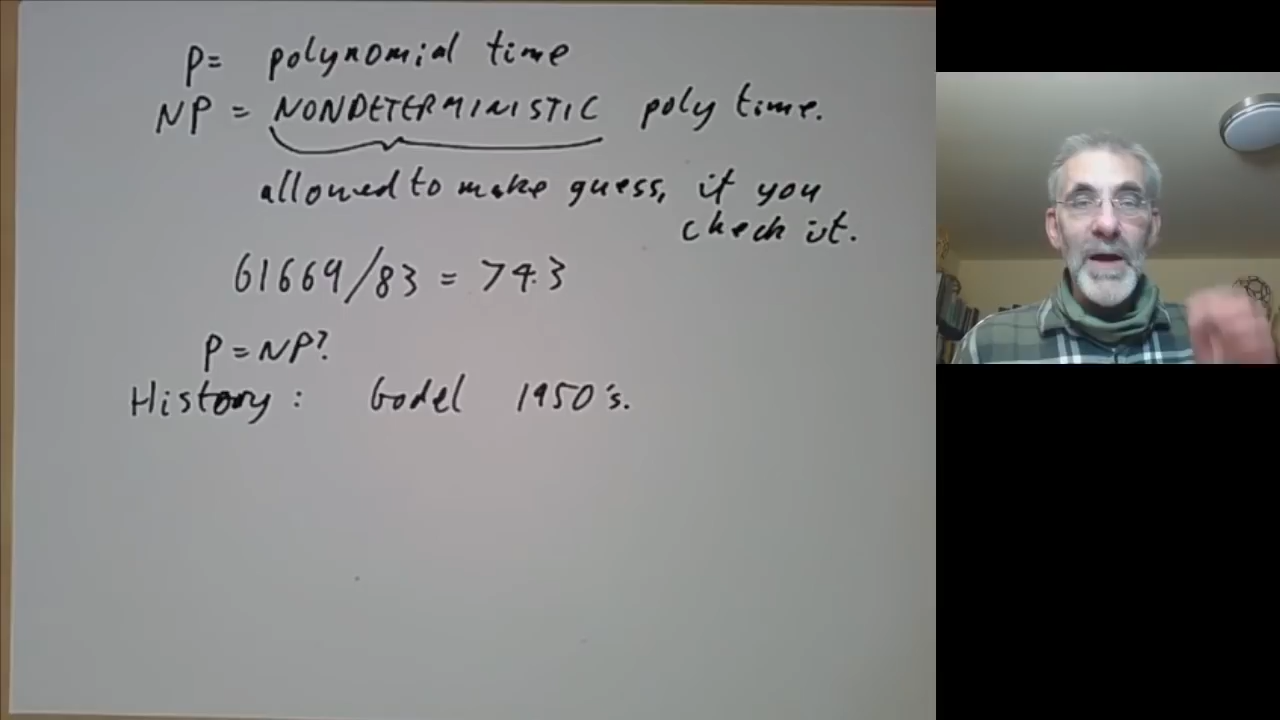 P= polynomial time
NP = NONDETERMINISTIC poly time.
allowed to make guess, if you
check it.
61669/83 = 743
P=NP?
History: Godel 1950's.